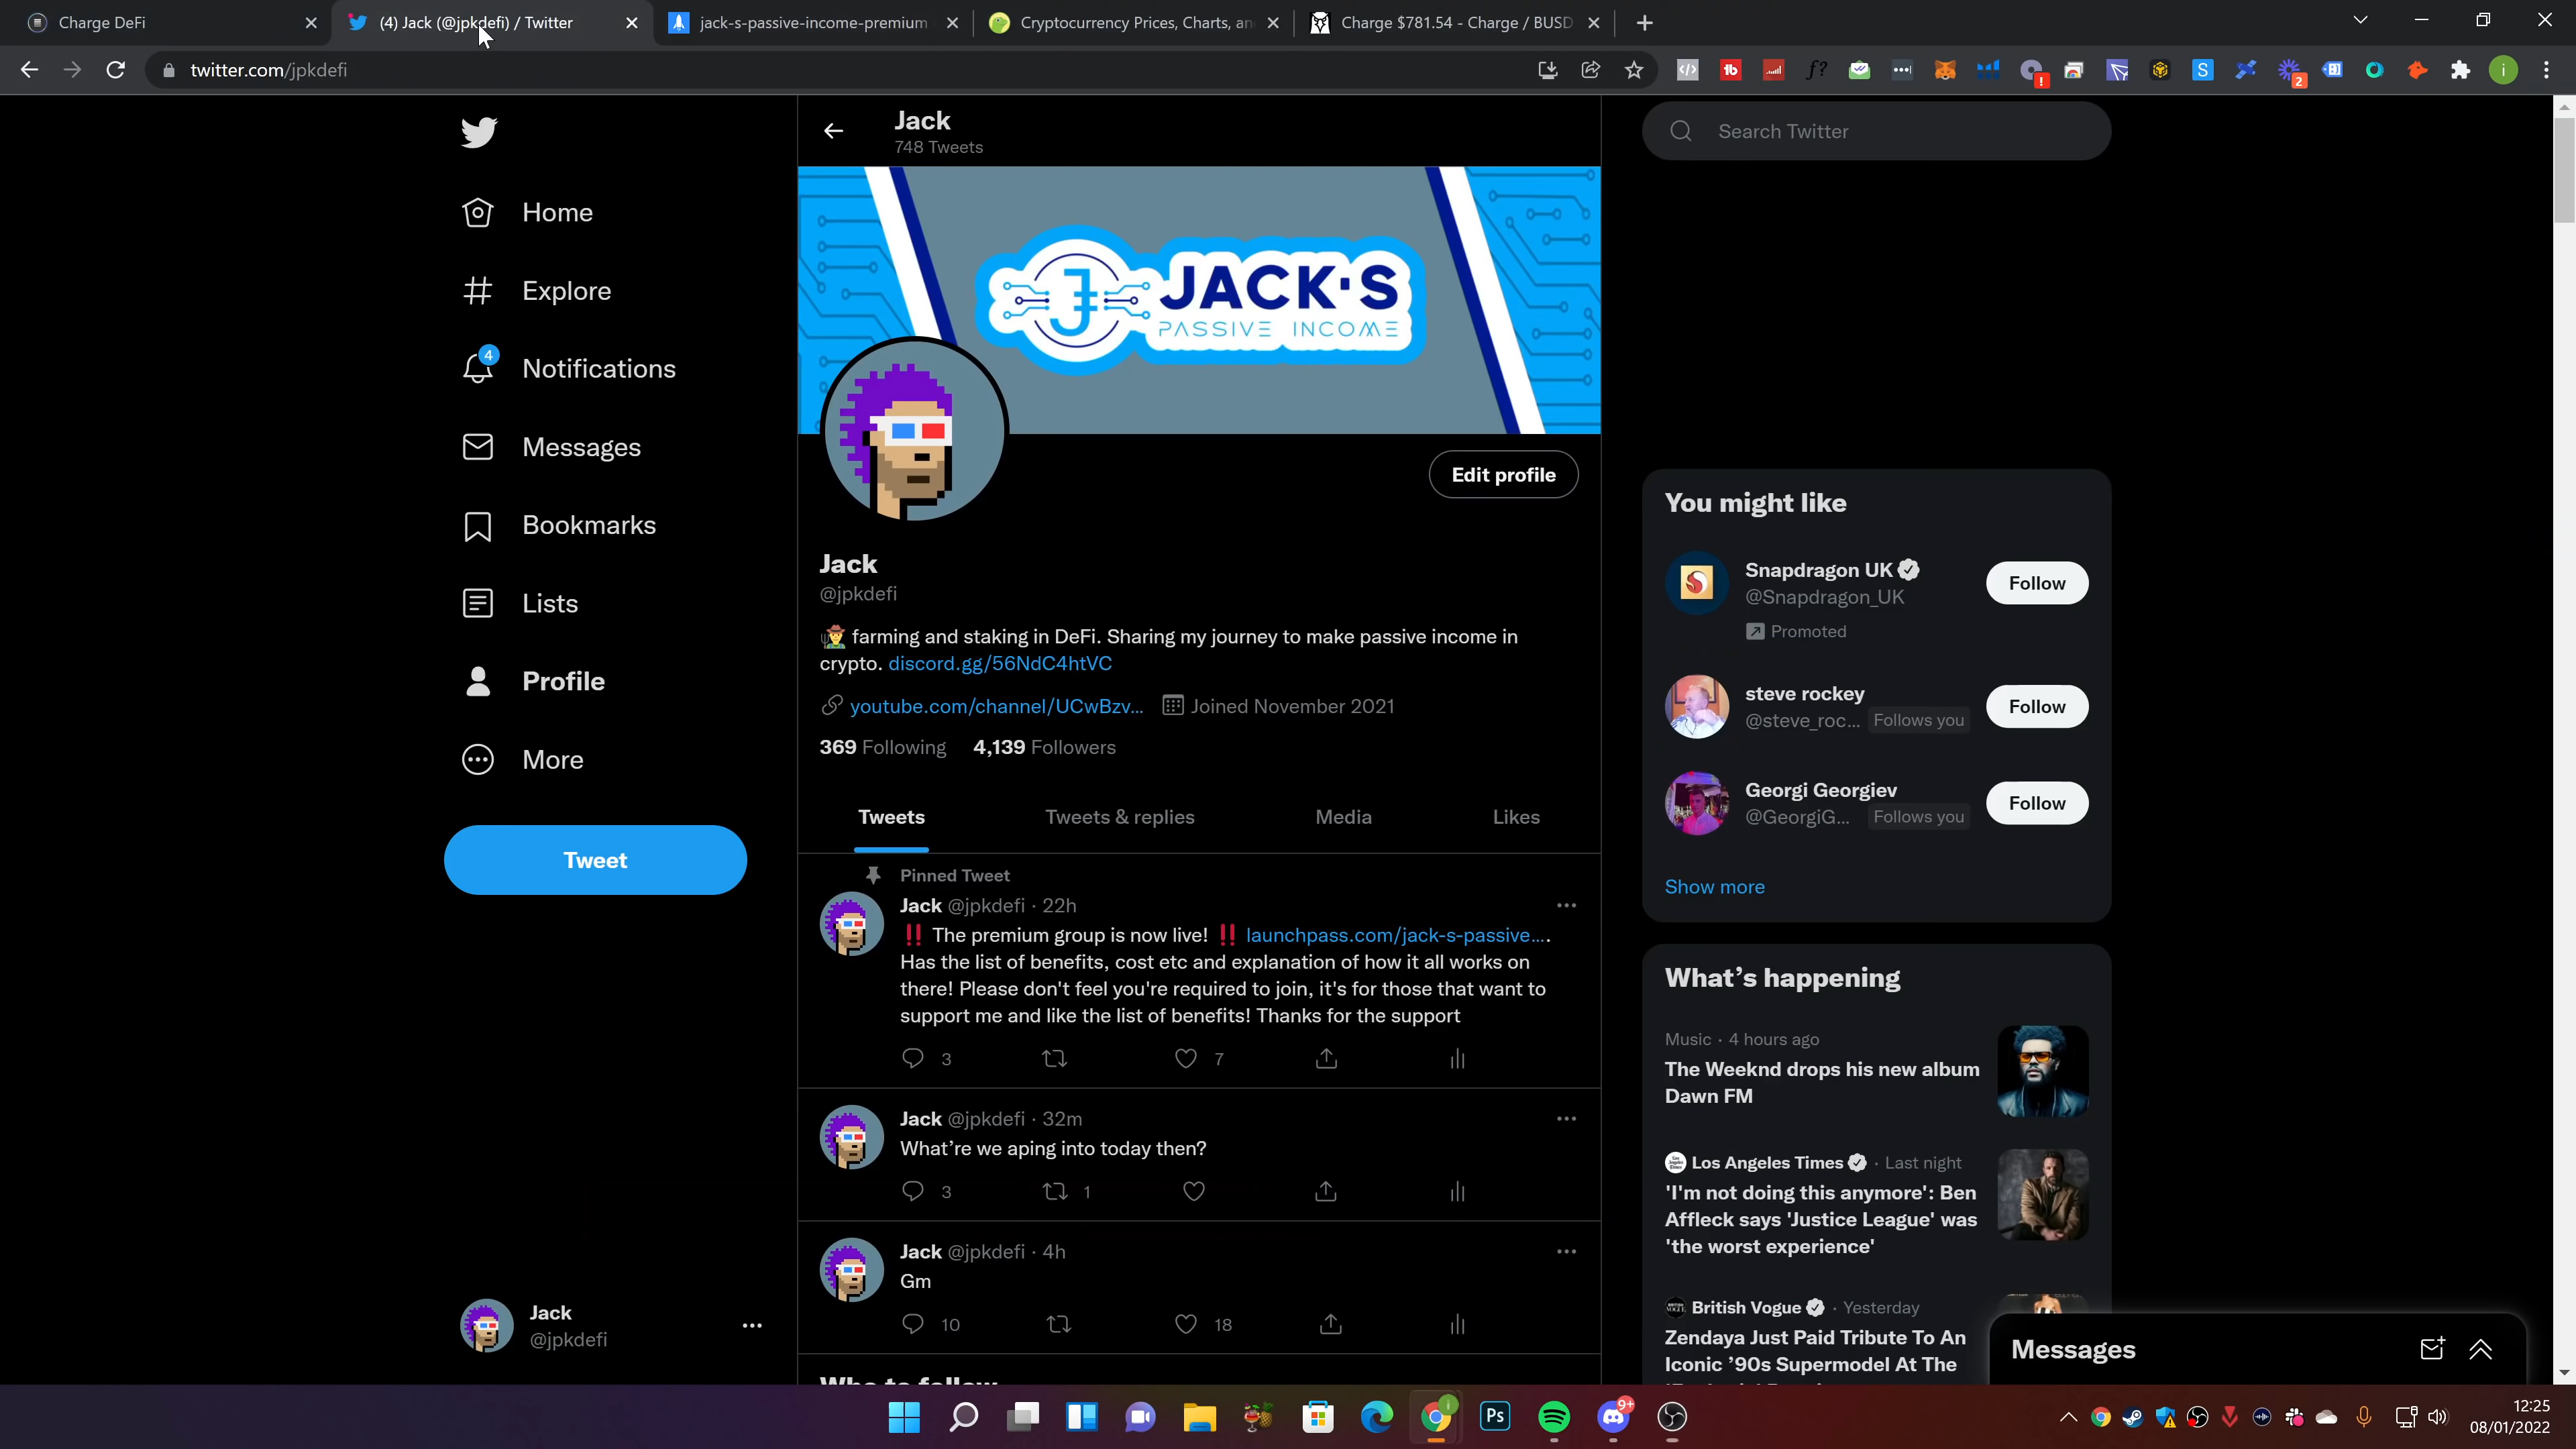 Charge DeFi
(4) Jack (@jpkdefi) / Twitter
jack-s-passive-income-premium
Cryptocurrency Prices, Charts, an
Charge $781.54 - Charge / BUSD
twitter.com/jpkdefi
Jack
748 Tweets
Search Twitter
Home
Explore
4
Notifications
Messages
Bookmarks
Lists
Profile
More
Tweet
JACK'S
PASSIVE INCOME
Edit profile
Jack
@jpkdefi
farming and staking in DeFi. Sharing my journey to make passive income in
crypto. discord.gg/56NdC4htVC
youtube.com/channel/UCwBzv... Joined November 2021
369 Following 4,139 Followers
Tweets Tweets & replies Media Likes
Pinned Tweet
Jack @jpkdefi · 22h
‼️ The premium group is now live! ‼️ launchpass.com/jack-s-passive....
Has the list of benefits, cost etc and explanation of how it all works on
there! Please don't feel you're required to join, it's for those that want to
support me and like the list of benefits! Thanks for the support
3 7
Jack @jpkdefi · 32m
What're we aping into today then?
3 1
Jack @jpkdefi · 4h
Gm
10 18
Jack
@jpkdefi
You might like
Snapdragon UK
@Snapdragon_UK
Promoted
Follow
steve rockey
@steve_roc... Follows you
Follow
Georgi Georgiev
@GeorgiG... Follows you
Follow
Show more
What's happening
Music · 4 hours ago
The Weeknd drops his new album
Dawn FM
Los Angeles Times · Last night
'I'm not doing this anymore': Ben
Affleck says 'Justice League' was
'the worst experience'
British Vogue · Yesterday
Zendaya Just Paid Tribute To An
Iconic '90s Supermodel At The
Messages
Ps
9+
12:25
08/01/2022